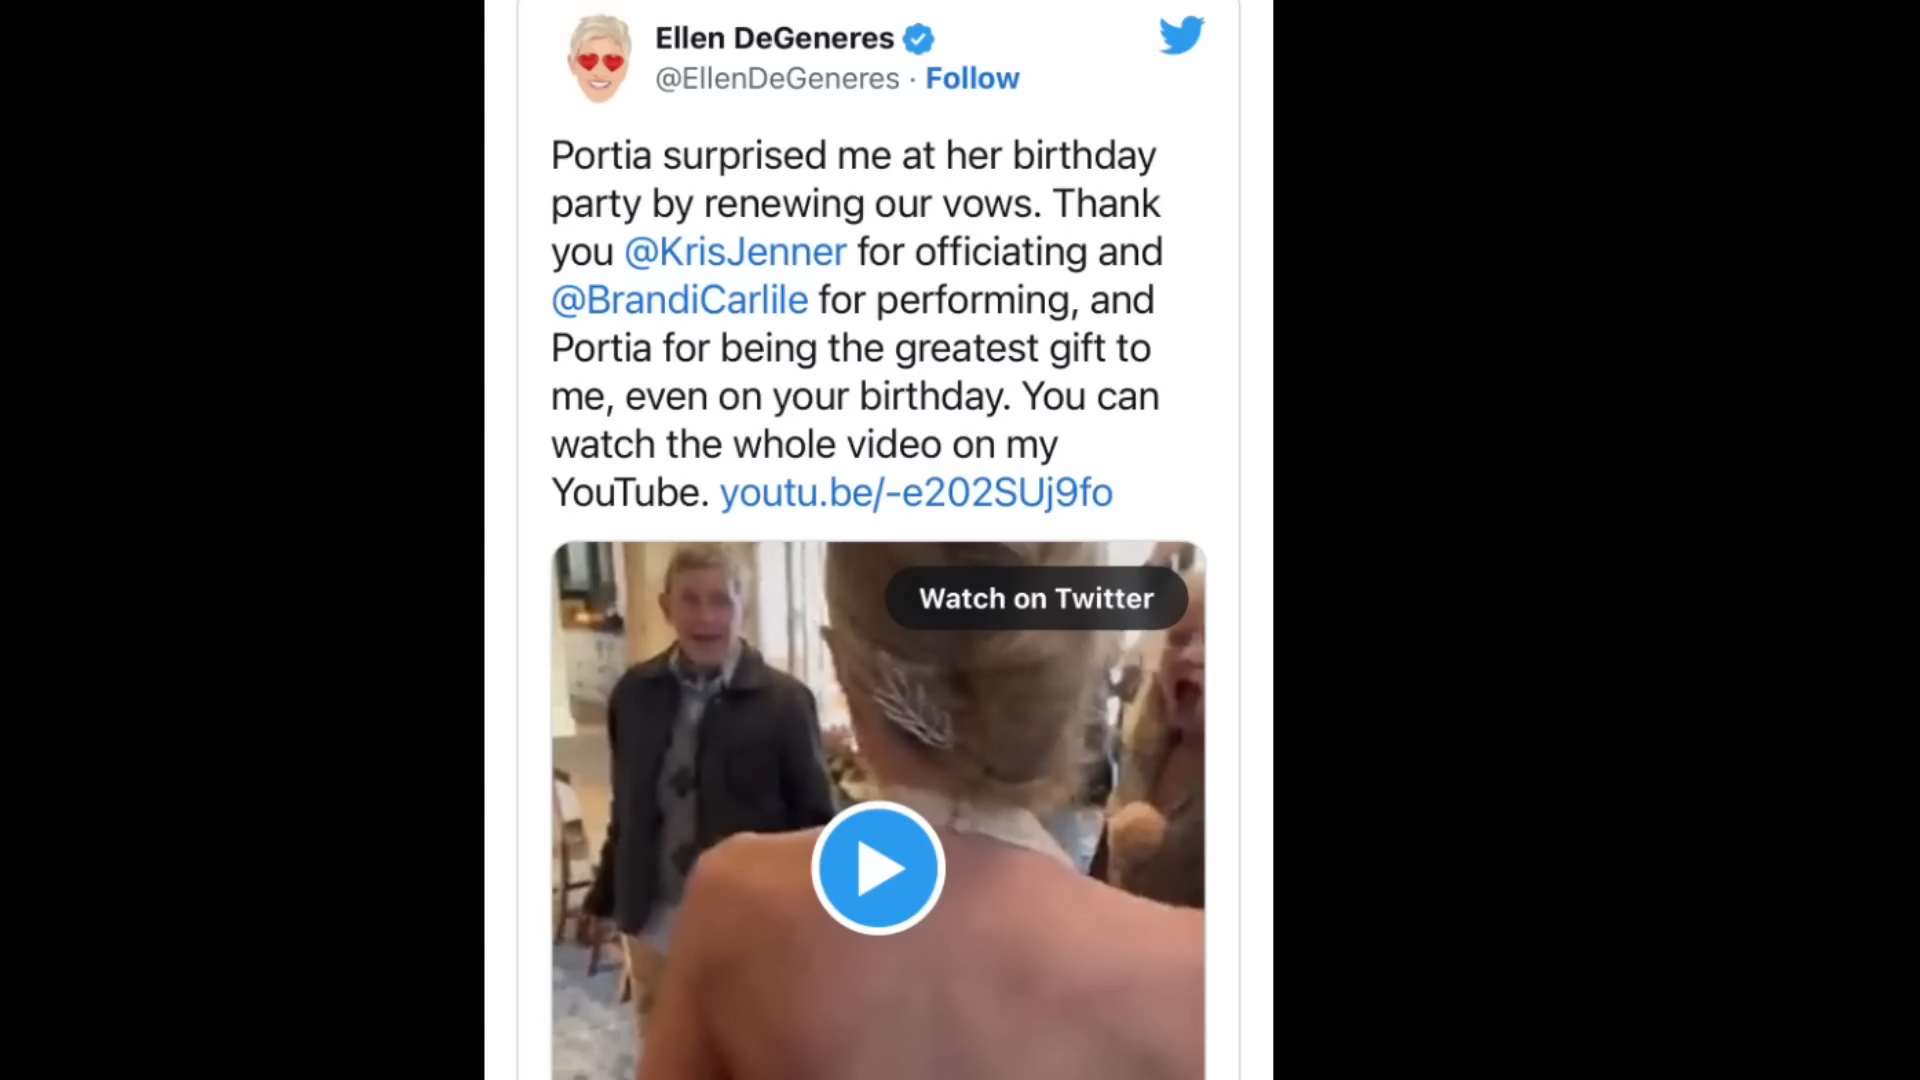 Ellen DeGeneres
@EllenDeGeneres · Follow
Portia surprised me at her birthday
party by renewing our vows. Thank
you @KrisJenner for officiating and
@BrandiCarlile for performing, and
Portia for being the greatest gift to
me, even on your birthday. You can
watch the whole video on my
YouTube. youtu.be/-e202SUj9fo
Watch on Twitter